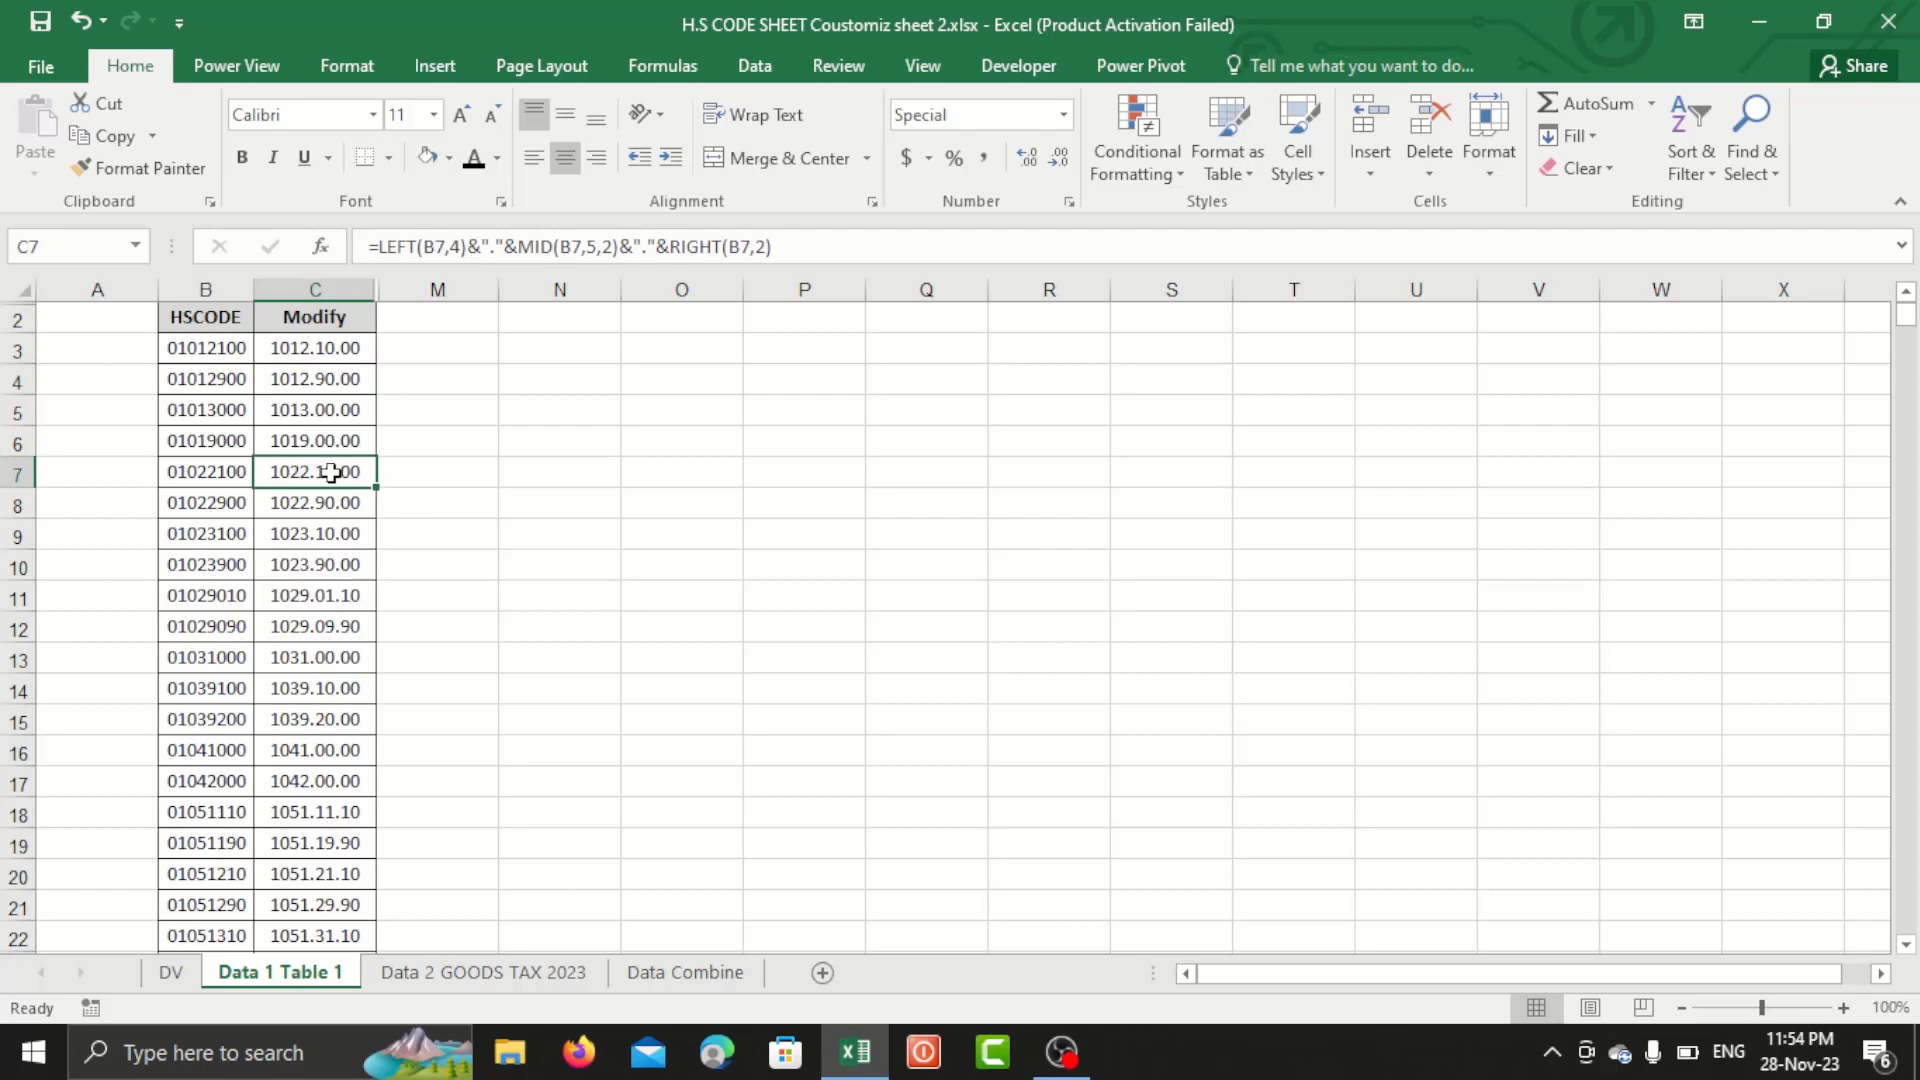 H.S CODE SHEET Coustomiz sheet 2.xlsx - Excel (Product Activation Failed)
File Home Power View Format Insert Page Layout Formulas Data Review View Developer Power Pivot Tell me what you want to do... Share
Paste Cut Copy Format Painter Clipboard
Calibri 11 B I U A Font
Wrap Text Merge & Center Alignment
Special $ % Number
Conditional Formatting Format as Table Cell Styles Styles
Insert Delete Format Cells
AutoSum Fill Clear Sort & Filter Find & Select Editing
C7 fx =LEFT(B7,4)&"."&MID(B7,5,2)&"."&RIGHT(B7,2)
A B C M N O P Q R S T U V W X
2 HSCODE Modify
3 01012100 1012.10.00
4 01012900 1012.90.00
5 01013000 1013.00.00
6 01019000 1019.00.00
7 01022100 1022.1 00
8 01022900 1022.90.00
9 01023100 1023.10.00
10 01023900 1023.90.00
11 01029010 1029.01.10
12 01029090 1029.09.90
13 01031000 1031.00.00
14 01039100 1039.10.00
15 01039200 1039.20.00
16 01041000 1041.00.00
17 01042000 1042.00.00
18 01051110 1051.11.10
19 01051190 1051.19.90
20 01051210 1051.21.10
21 01051290 1051.29.90
22 01051310 1051.31.10
DV Data 1 Table 1 Data 2 GOODS TAX 2023 Data Combine
Ready 100%
Type here to search ENG 11:54 PM
28-Nov-23 6